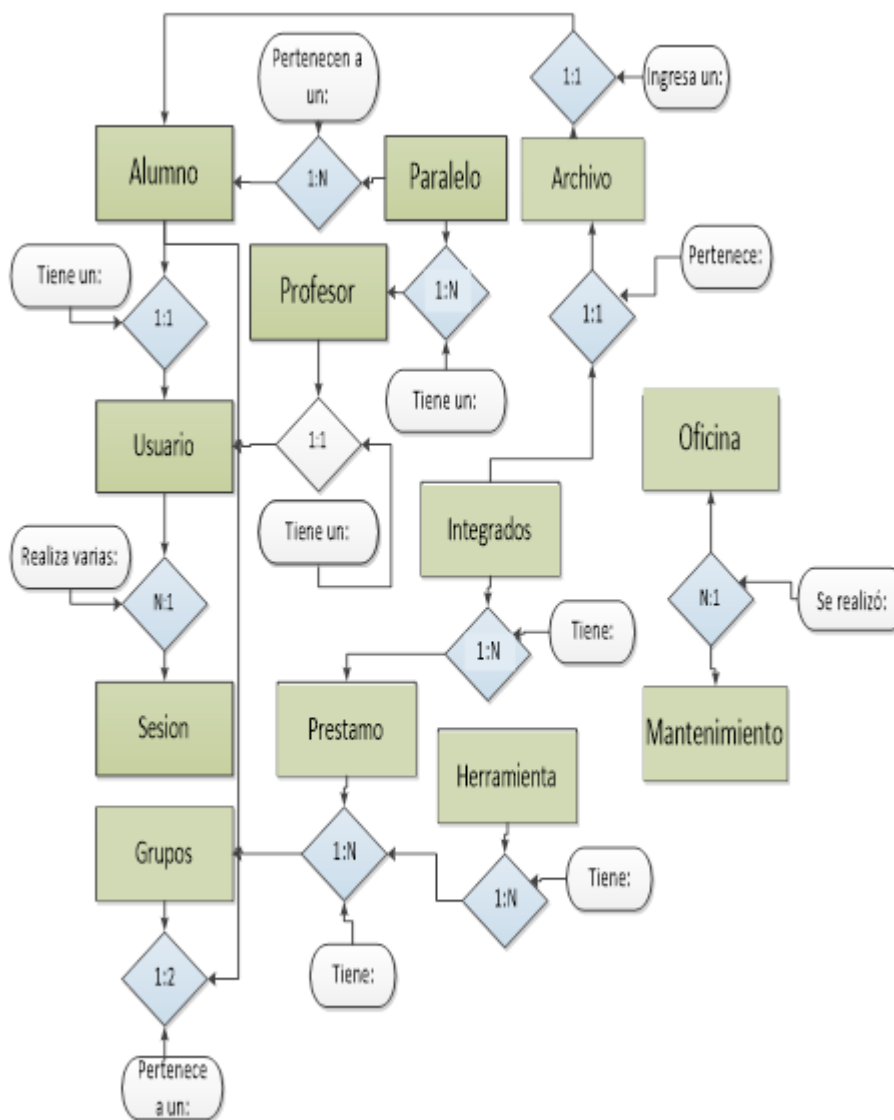 Pertenecen a
un:
1:1
Ingresa un:
Alumno
1:N
Paralelo
Archivo
Tiene un:
Profesor
1:N
Pertenece:
1:1
1:1
Tiene un:
Oficina
Usuario
1:1
Tiene un:
Integrados
Realiza varias:
N:1
N:1
Se realizó:
1:N
Tiene:
Sesion
Prestamo
Mantenimiento
Herramienta
Grupos
1:N
1:N
Tiene:
1:2
Tiene:
Pertenece
a un: